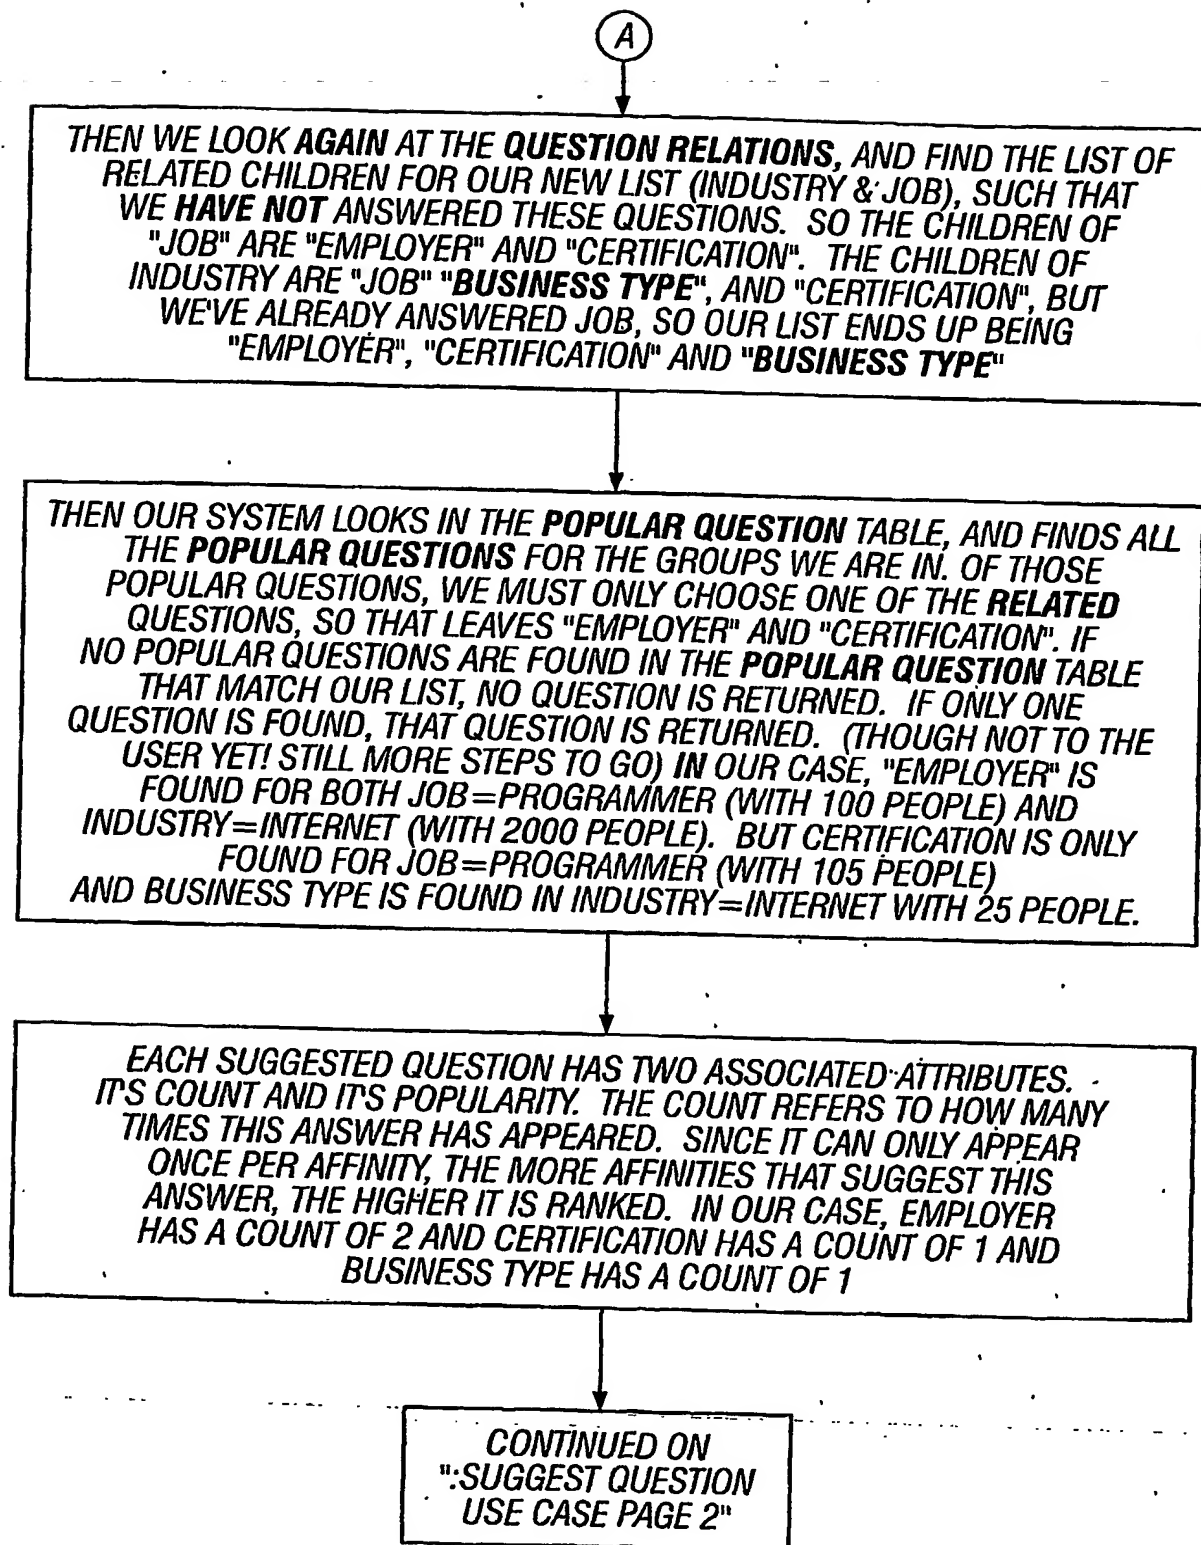 A
THEN WE LOOK AGAIN AT THE QUESTION RELATIONS, AND FIND THE LIST OF
RELATED CHILDREN FOR OUR NEW LIST (INDUSTRY & JOB), SUCH THAT
WE HAVE NOT ANSWERED THESE QUESTIONS. SO THE CHILDREN OF
"JOB" ARE "EMPLOYER" AND "CERTIFICATION". THE CHILDREN OF
INDUSTRY ARE "JOB" "BUSINESS TYPE", AND "CERTIFICATION", BUT
WE'VE ALREADY ANSWERED JOB, SO OUR LIST ENDS UP BEING
"EMPLOYER", "CERTIFICATION" AND "BUSINESS TYPE"
THEN OUR SYSTEM LOOKS IN THE POPULAR QUESTION TABLE, AND FINDS ALL
THE POPULAR QUESTIONS FOR THE GROUPS WE ARE IN. OF THOSE
POPULAR QUESTIONS, WE MUST ONLY CHOOSE ONE OF THE RELATED
QUESTIONS, SO THAT LEAVES "EMPLOYER" AND "CERTIFICATION". IF
NO POPULAR QUESTIONS ARE FOUND IN THE POPULAR QUESTION TABLE
THAT MATCH OUR LIST, NO QUESTION IS RETURNED. IF ONLY ONE
QUESTION IS FOUND, THAT QUESTION IS RETURNED. (THOUGH NOT TO THE
USER YET! STILL MORE STEPS TO GO) IN OUR CASE, "EMPLOYER" IS
FOUND FOR BOTH JOB=PROGRAMMER (WITH 100 PEOPLE) AND
INDUSTRY=INTERNET (WITH 2000 PEOPLE). BUT CERTIFICATION IS ONLY
FOUND FOR JOB=PROGRAMMER (WITH 105 PEOPLE)
AND BUSINESS TYPE IS FOUND IN INDUSTRY=INTERNET WITH 25 PEOPLE.
EACH SUGGESTED QUESTION HAS TWO ASSOCIATED ATTRIBUTES.
IT'S COUNT AND IT'S POPULARITY. THE COUNT REFERS TO HOW MANY
TIMES THIS ANSWER HAS APPEARED. SINCE IT CAN ONLY APPEAR
ONCE PER AFFINITY, THE MORE AFFINITIES THAT SUGGEST THIS
ANSWER, THE HIGHER IT IS RANKED. IN OUR CASE, EMPLOYER
HAS A COUNT OF 2 AND CERTIFICATION HAS A COUNT OF 1 AND
BUSINESS TYPE HAS A COUNT OF 1
CONTINUED ON
":SUGGEST QUESTION
USE CASE PAGE 2"